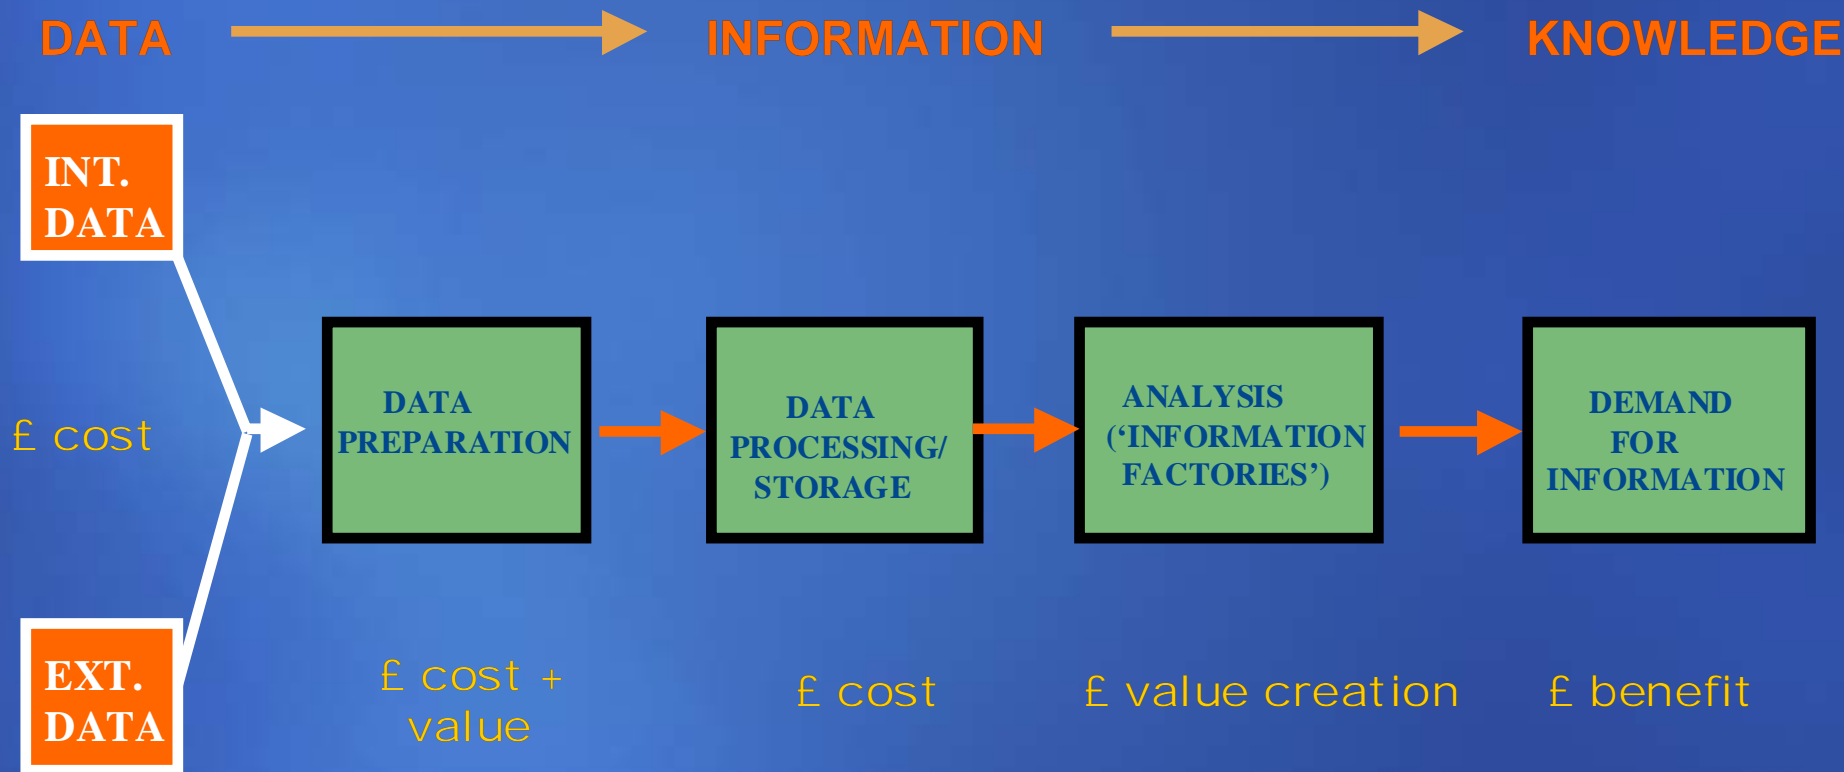 DATA
INFORMATION
KNOWLEDGE
INT.
DATA
£ cost
EXT.
DATA
DATA
PREPARATION
£ cost +
value
DATA
PROCESSING/
STORAGE
£ cost
ANALYSIS
(‘INFORMATION
FACTORIES’)
£ value creation
DEMAND
FOR
INFORMATION
£ benefit